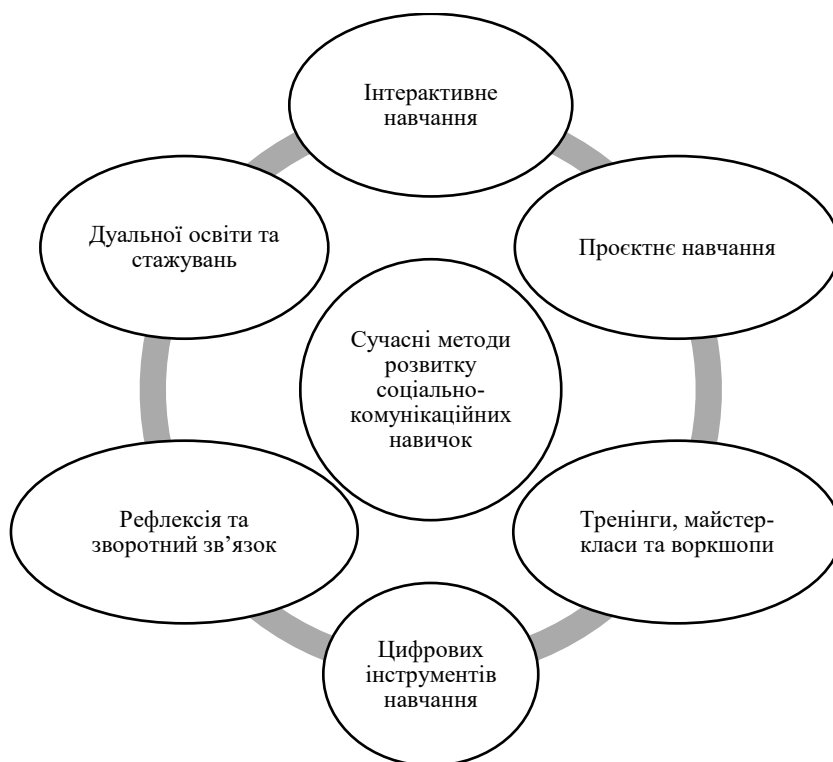 Інтерактивне
навчання
Дуальної освіти та
стажувань
Проєктнє навчання
Сучасні методи
розвитку
соціально-
комунікаційних
навичок
Рефлексія та
зворотний зв’язок
Тренінги, майстер-
класи та воркшопи
Цифрових
інструментів
навчання